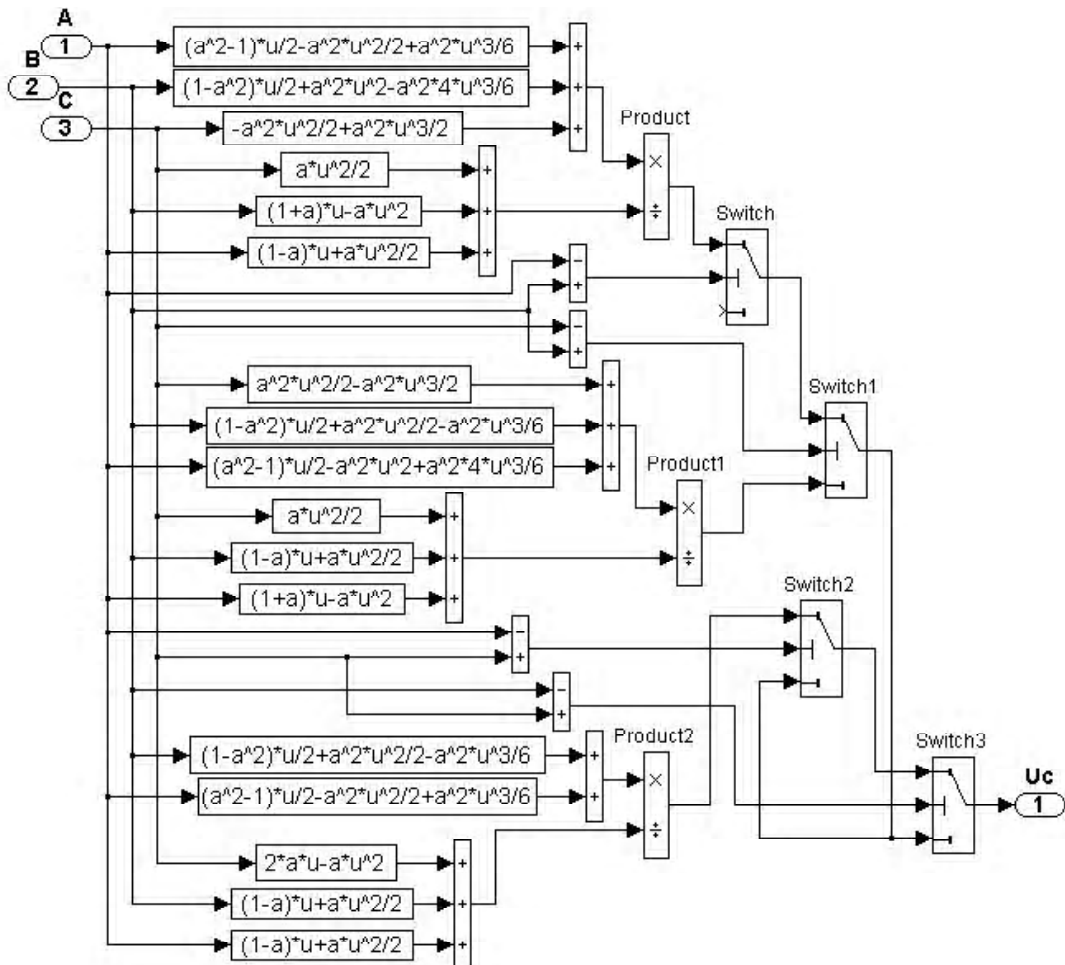 A
1
(a^2-1)*u/2-a^2*u^2/2+a^2*u^3/6
+
B
2
(1-a^2)*u/2+a^2*u^2-a^2*4*u^3/6
+
C
3
-a^2*u^2/2+a^2*u^3/2
+
Product
×
÷
a*u^2/2
+
(1+a)*u-a*u^2
+
(1-a)*u+a*u^2/2
+
Switch
-
+
-
+
a^2*u^2/2-a^2*u^3/2
+
Switch1
(1-a^2)*u/2+a^2*u^2/2-a^2*u^3/6
+
(a^2-1)*u/2-a^2*u^2+a^2*4*u^3/6
+
Product1
×
÷
a*u^2/2
+
(1-a)*u+a*u^2/2
+
(1+a)*u-a*u^2
+
Switch2
-
+
-
+
Product2
×
÷
(1-a^2)*u/2+a^2*u^2/2-a^2*u^3/6
+
(a^2-1)*u/2-a^2*u^2/2+a^2*u^3/6
+
Switch3
Uc
1
2*a*u-a*u^2
+
(1-a)*u+a*u^2/2
+
(1-a)*u+a*u^2/2
+